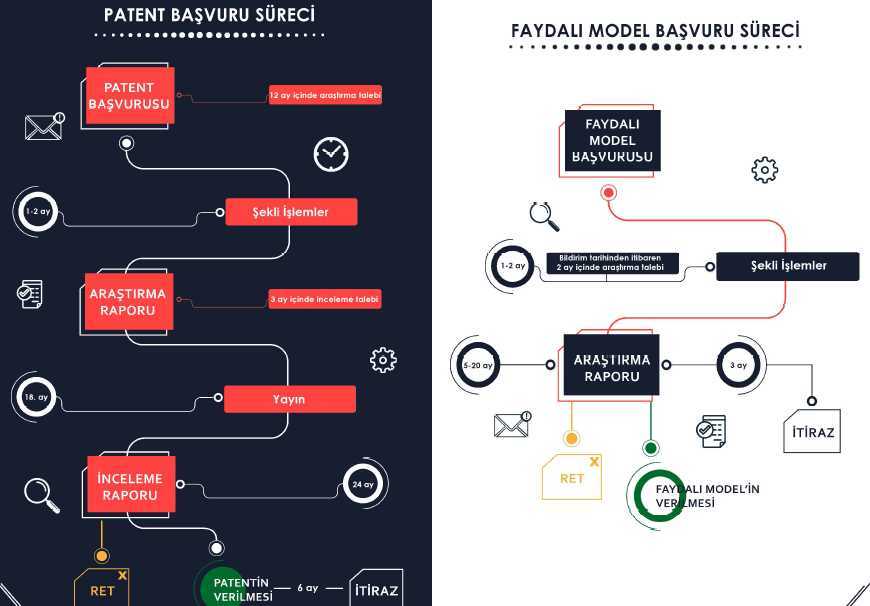 PATENT BAŞVURU SÜRECİ
PATENT
BAŞVURUSU
12 ay içinde araştırma talebi
1-2 ay
Şekli İşlemler
ARAŞTIRMA
RAPORU
3 ay içinde inceleme talebi
18. ay
Yayın
İNCELEME
RAPORU
24 ay
RET
PATENTİN
VERİLMESİ
6 ay
İTİRAZ
FAYDALI MODEL BAŞVURU SÜRECİ
FAYDALI
MODEL
BAŞVURUSU
1-2 ay
Bildirim tarihinden itibaren
2 ay içinde araştırma talebi
Şekli İşlemler
5-20 ay
ARAŞTIRMA
RAPORU
3 ay
İTİRAZ
RET
FAYDALI MODEL'İN
VERİLMESİ